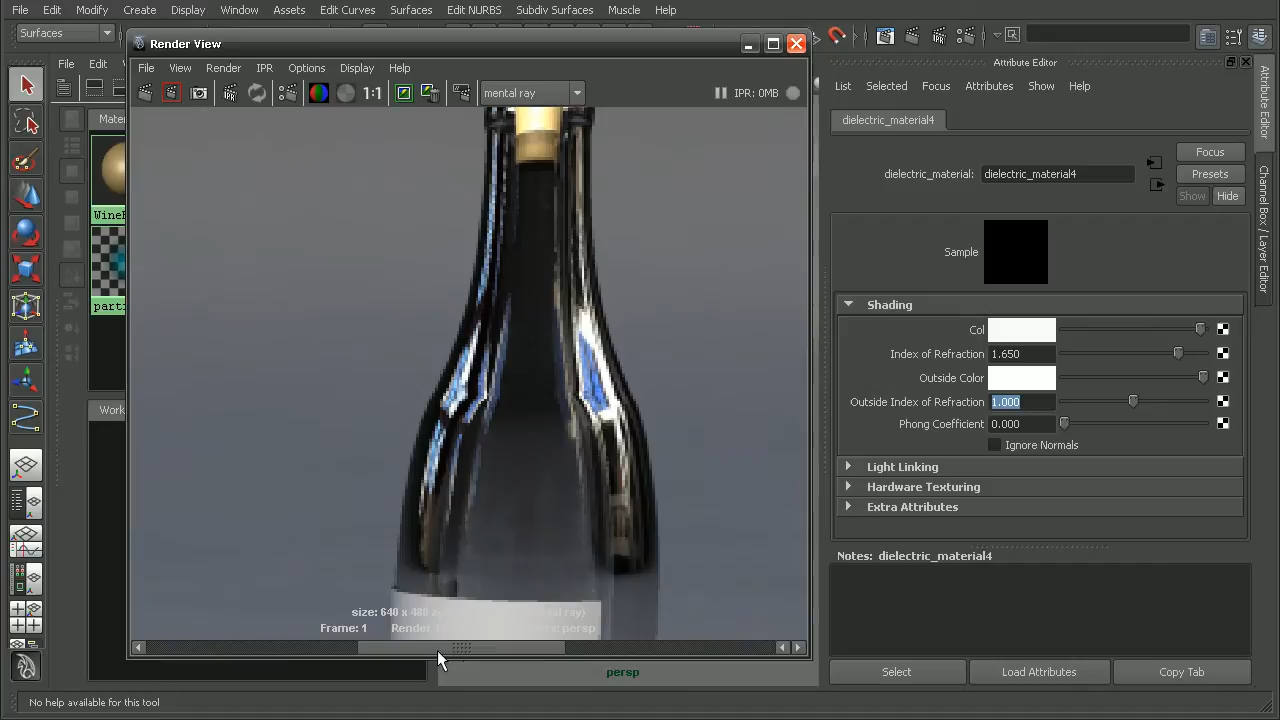 File Edit Modify Create Display Window Assets Edit Curves Surfaces Edit NURBS Subdiv Surfaces Muscle Help
Surfaces
Render View
File Edit
File View Render IPR Options Display Help
1:1
mental ray
IPR: 0MB
size: 640 x 480
Frame: 1
persp
persp
Attribute Editor
List Selected Focus Attributes Show Help
dielectric_material4
dielectric_material:
dielectric_material4
Focus
Presets
Show
Hide
Sample
Shading
Col
Index of Refraction
1.650
Outside Color
Outside Index of Refraction
1.000
Phong Coefficient
0.000
Ignore Normals
Light Linking
Hardware Texturing
Extra Attributes
Notes: dielectric_material4
Select
Load Attributes
Copy Tab
Attribute Editor
Channel Box / Layer Editor
No help available for this tool